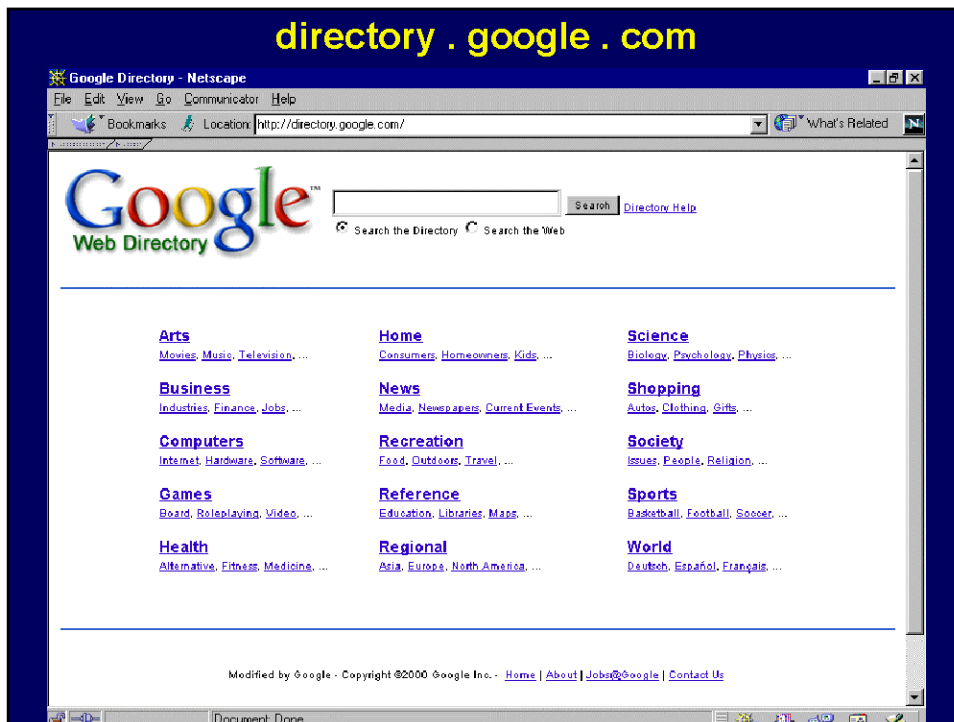 directory . google . com
Google Directory - Netscape
File Edit View Go Communicator Help
Bookmarks Location: http://directory.google.com/ What's Related N
Google™ Search Directory Help
Web Directory Search the Directory Search the Web
Arts Home Science
Movies, Music, Television, ... Consumers, Homeowners, Kids, ... Biology, Psychology, Physics, ...
Business News Shopping
Industries, Finance, Jobs, ... Media, Newspapers, Current Events, ... Autos, Clothing, Gifts, ...
Computers Recreation Society
Internet, Hardware, Software, ... Food, Outdoors, Travel, ... Issues, People, Religion, ...
Games Reference Sports
Board, Roleplaying, Video, ... Education, Libraries, Maps, ... Basketball, Football, Soccer, ...
Health Regional World
Alternative, Fitness, Medicine, ... Asia, Europe, North America, ... Deutsch, Español, Français, ...
Modified by Google - Copyright ©2000 Google Inc. - Home | About | Jobs@Google | Contact Us
Document: Done